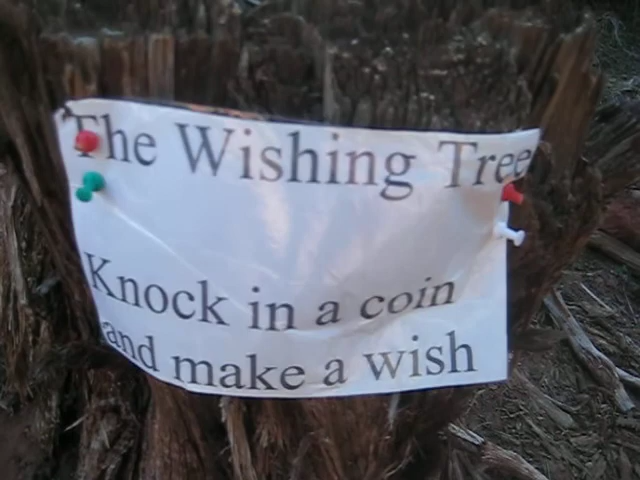 The Wishing Tree
Knock in a coin
and make a wish